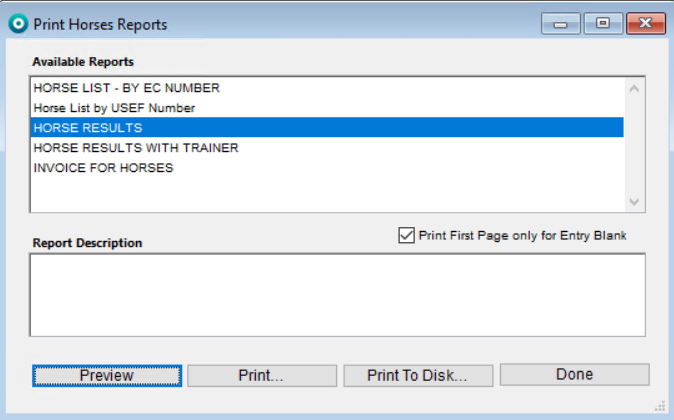 Print Horses Reports
Available Reports
HORSE LIST - BY EC NUMBER
Horse List by USEF Number
HORSE RESULTS
HORSE RESULTS WITH TRAINER
INVOICE FOR HORSES
Print First Page only for Entry Blank
Report Description
Preview Print... Print To Disk... Done